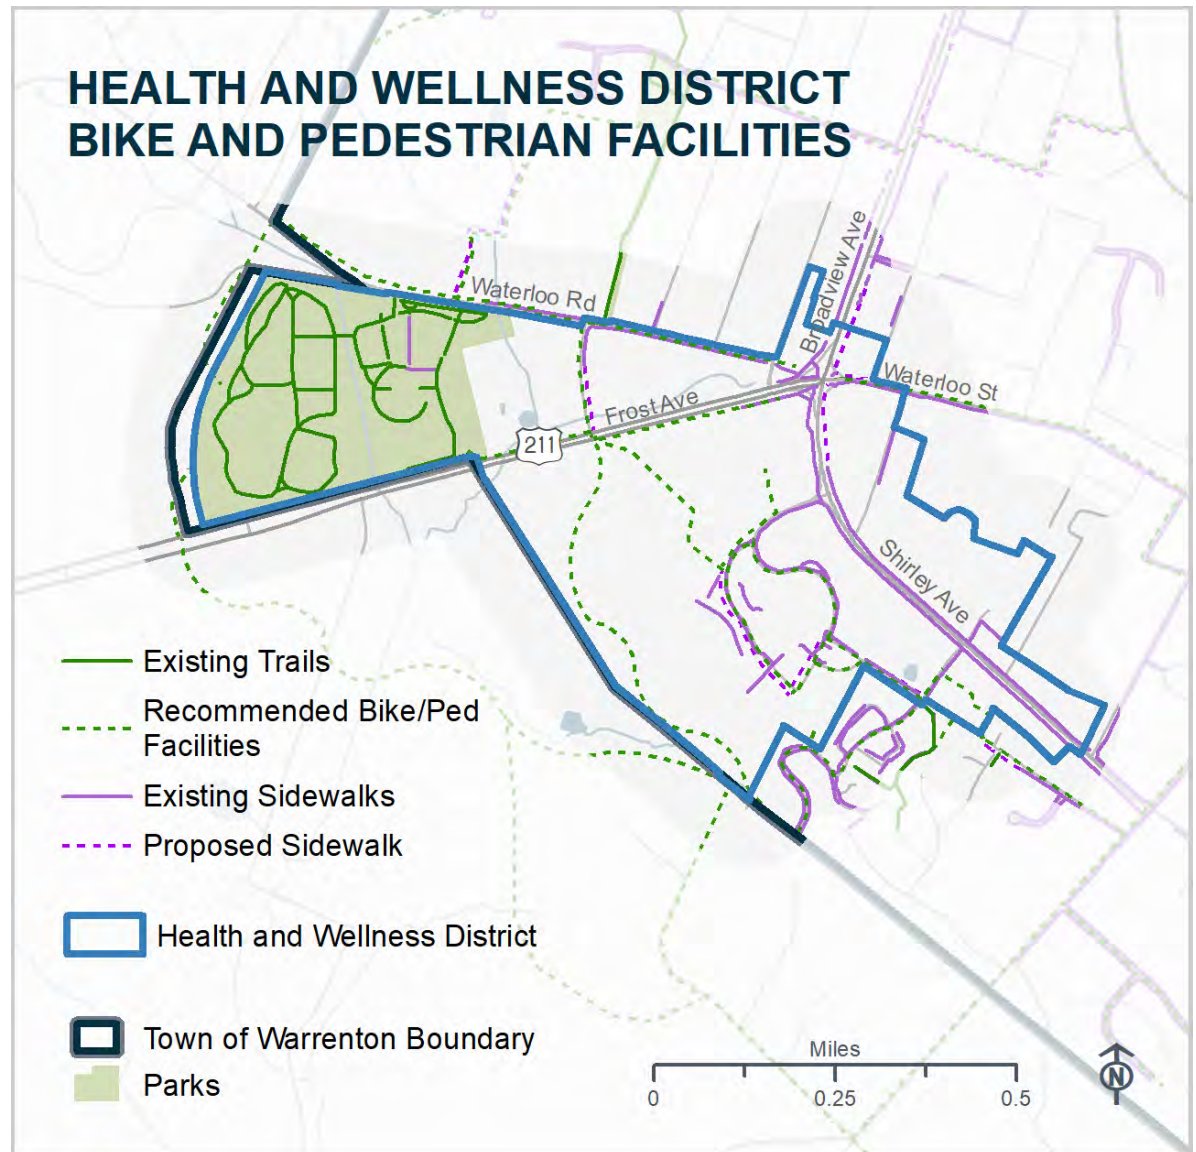 HEALTH AND WELLNESS DISTRICT
BIKE AND PEDESTRIAN FACILITIES
Broadview Ave
Waterloo Rd
Waterloo St
Frost Ave
211
Shirley Ave
Existing Trails
Recommended Bike/Ped
Facilities
Existing Sidewalks
Proposed Sidewalk
Health and Wellness District
Town of Warrenton Boundary
Parks
Miles
0 0.25 0.5
N